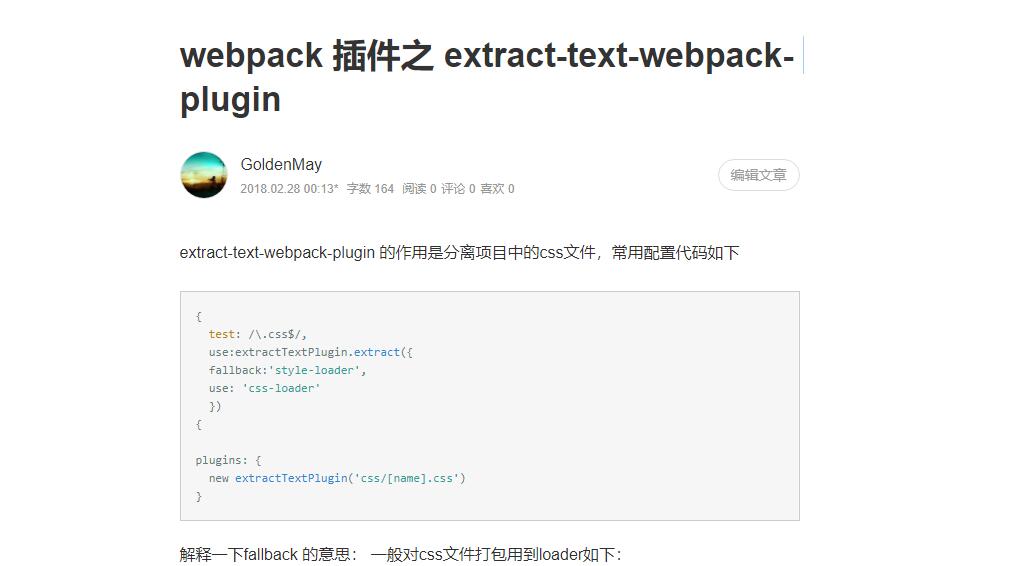 webpack 插件之 extract-text-webpack-
plugin
GoldenMay
2018.02.28 00:13* 字数 164 阅读 0 评论 0 喜欢 0
编辑文章
extract-text-webpack-plugin 的作用是分离项目中的css文件，常用配置代码如下
{
  test: /\.css$/,
  use:extractTextPlugin.extract({
  fallback:'style-loader',
  use: 'css-loader'
  })
{
plugins: {
  new extractTextPlugin('css/[name].css')
}
解释一下fallback 的意思： 一般对css文件打包用到loader如下：